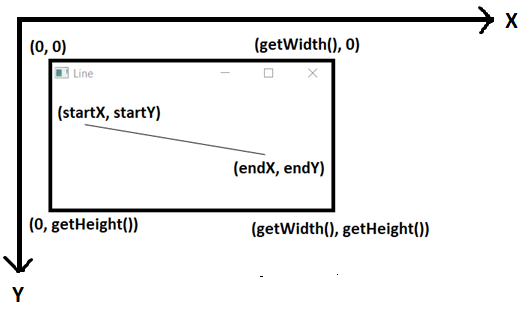 X
(0, 0) (getWidth(), 0)
Line
(startX, startY)
(endX, endY)
(0, getHeight())
(getWidth(), getHeight())
Y